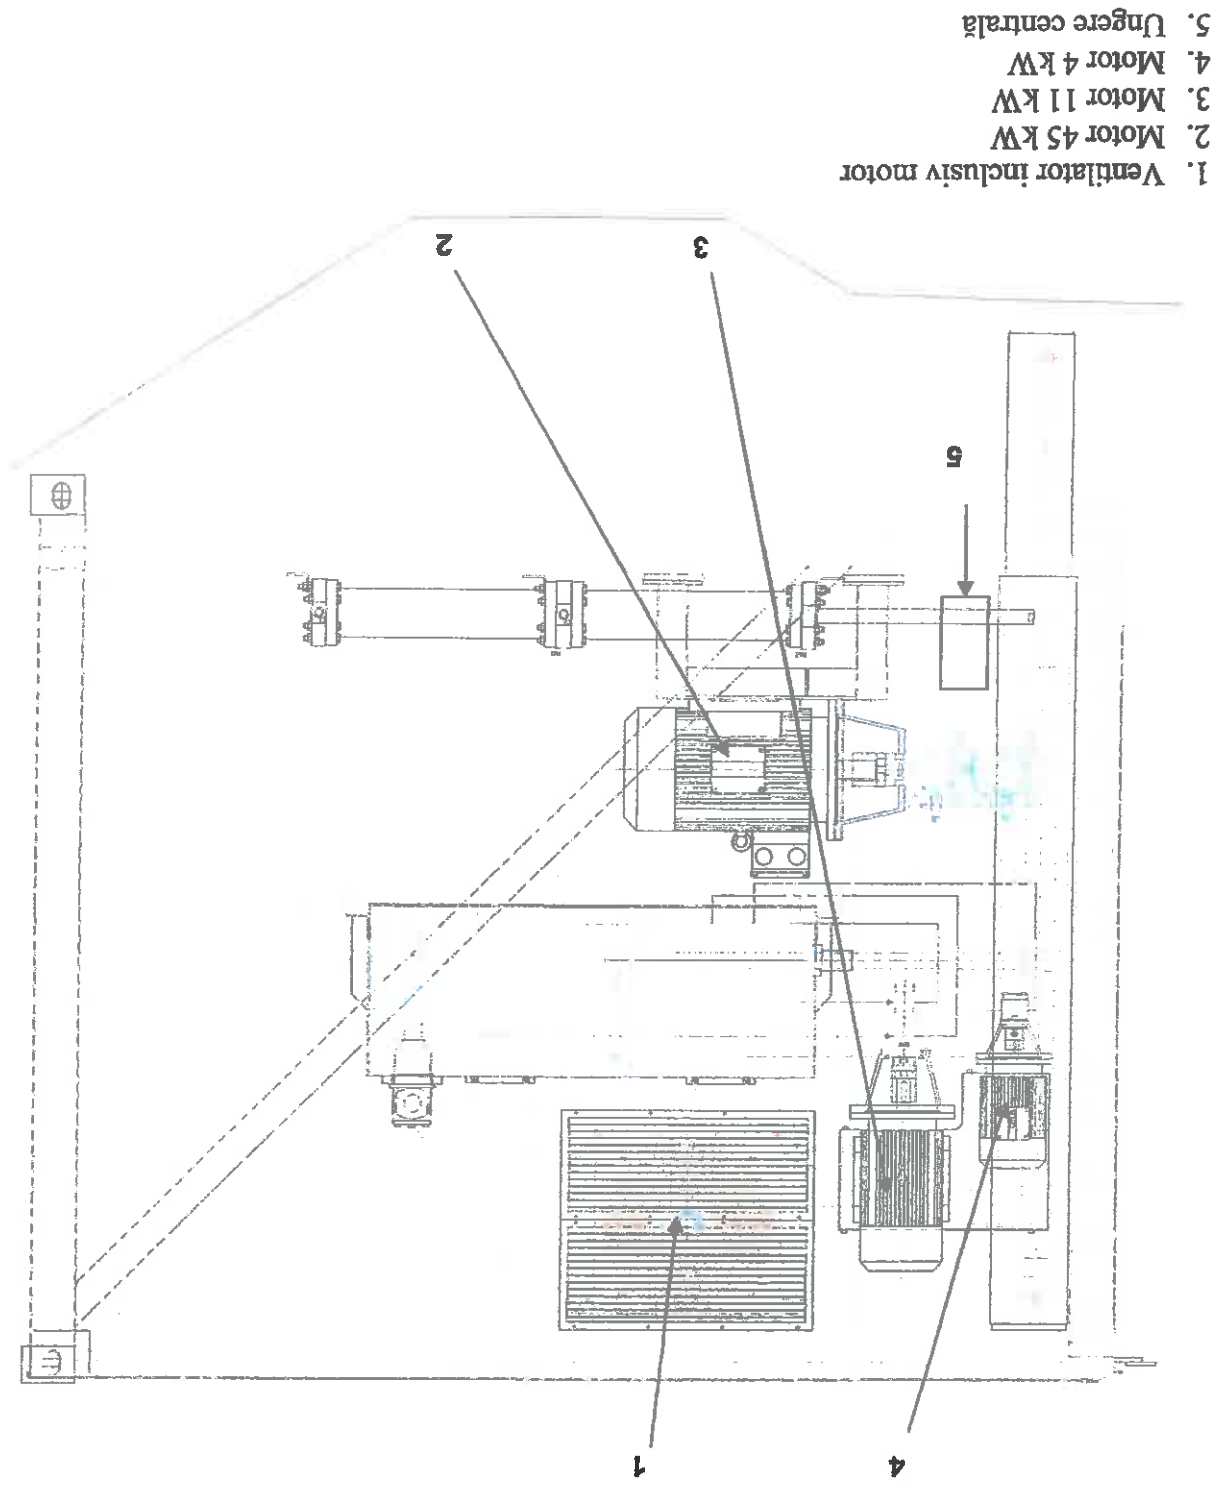 4
1
5
3
2
1. Ventilator inclusiv motor
2. Motor 45 kW
3. Motor 11 kW
4. Motor 4 kW
5. Ungere centrală